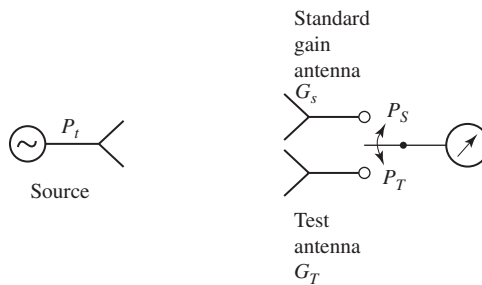 Standard
gain
antenna
G_s
P_t
P_S
~
Source
P_T
Test
antenna
G_T